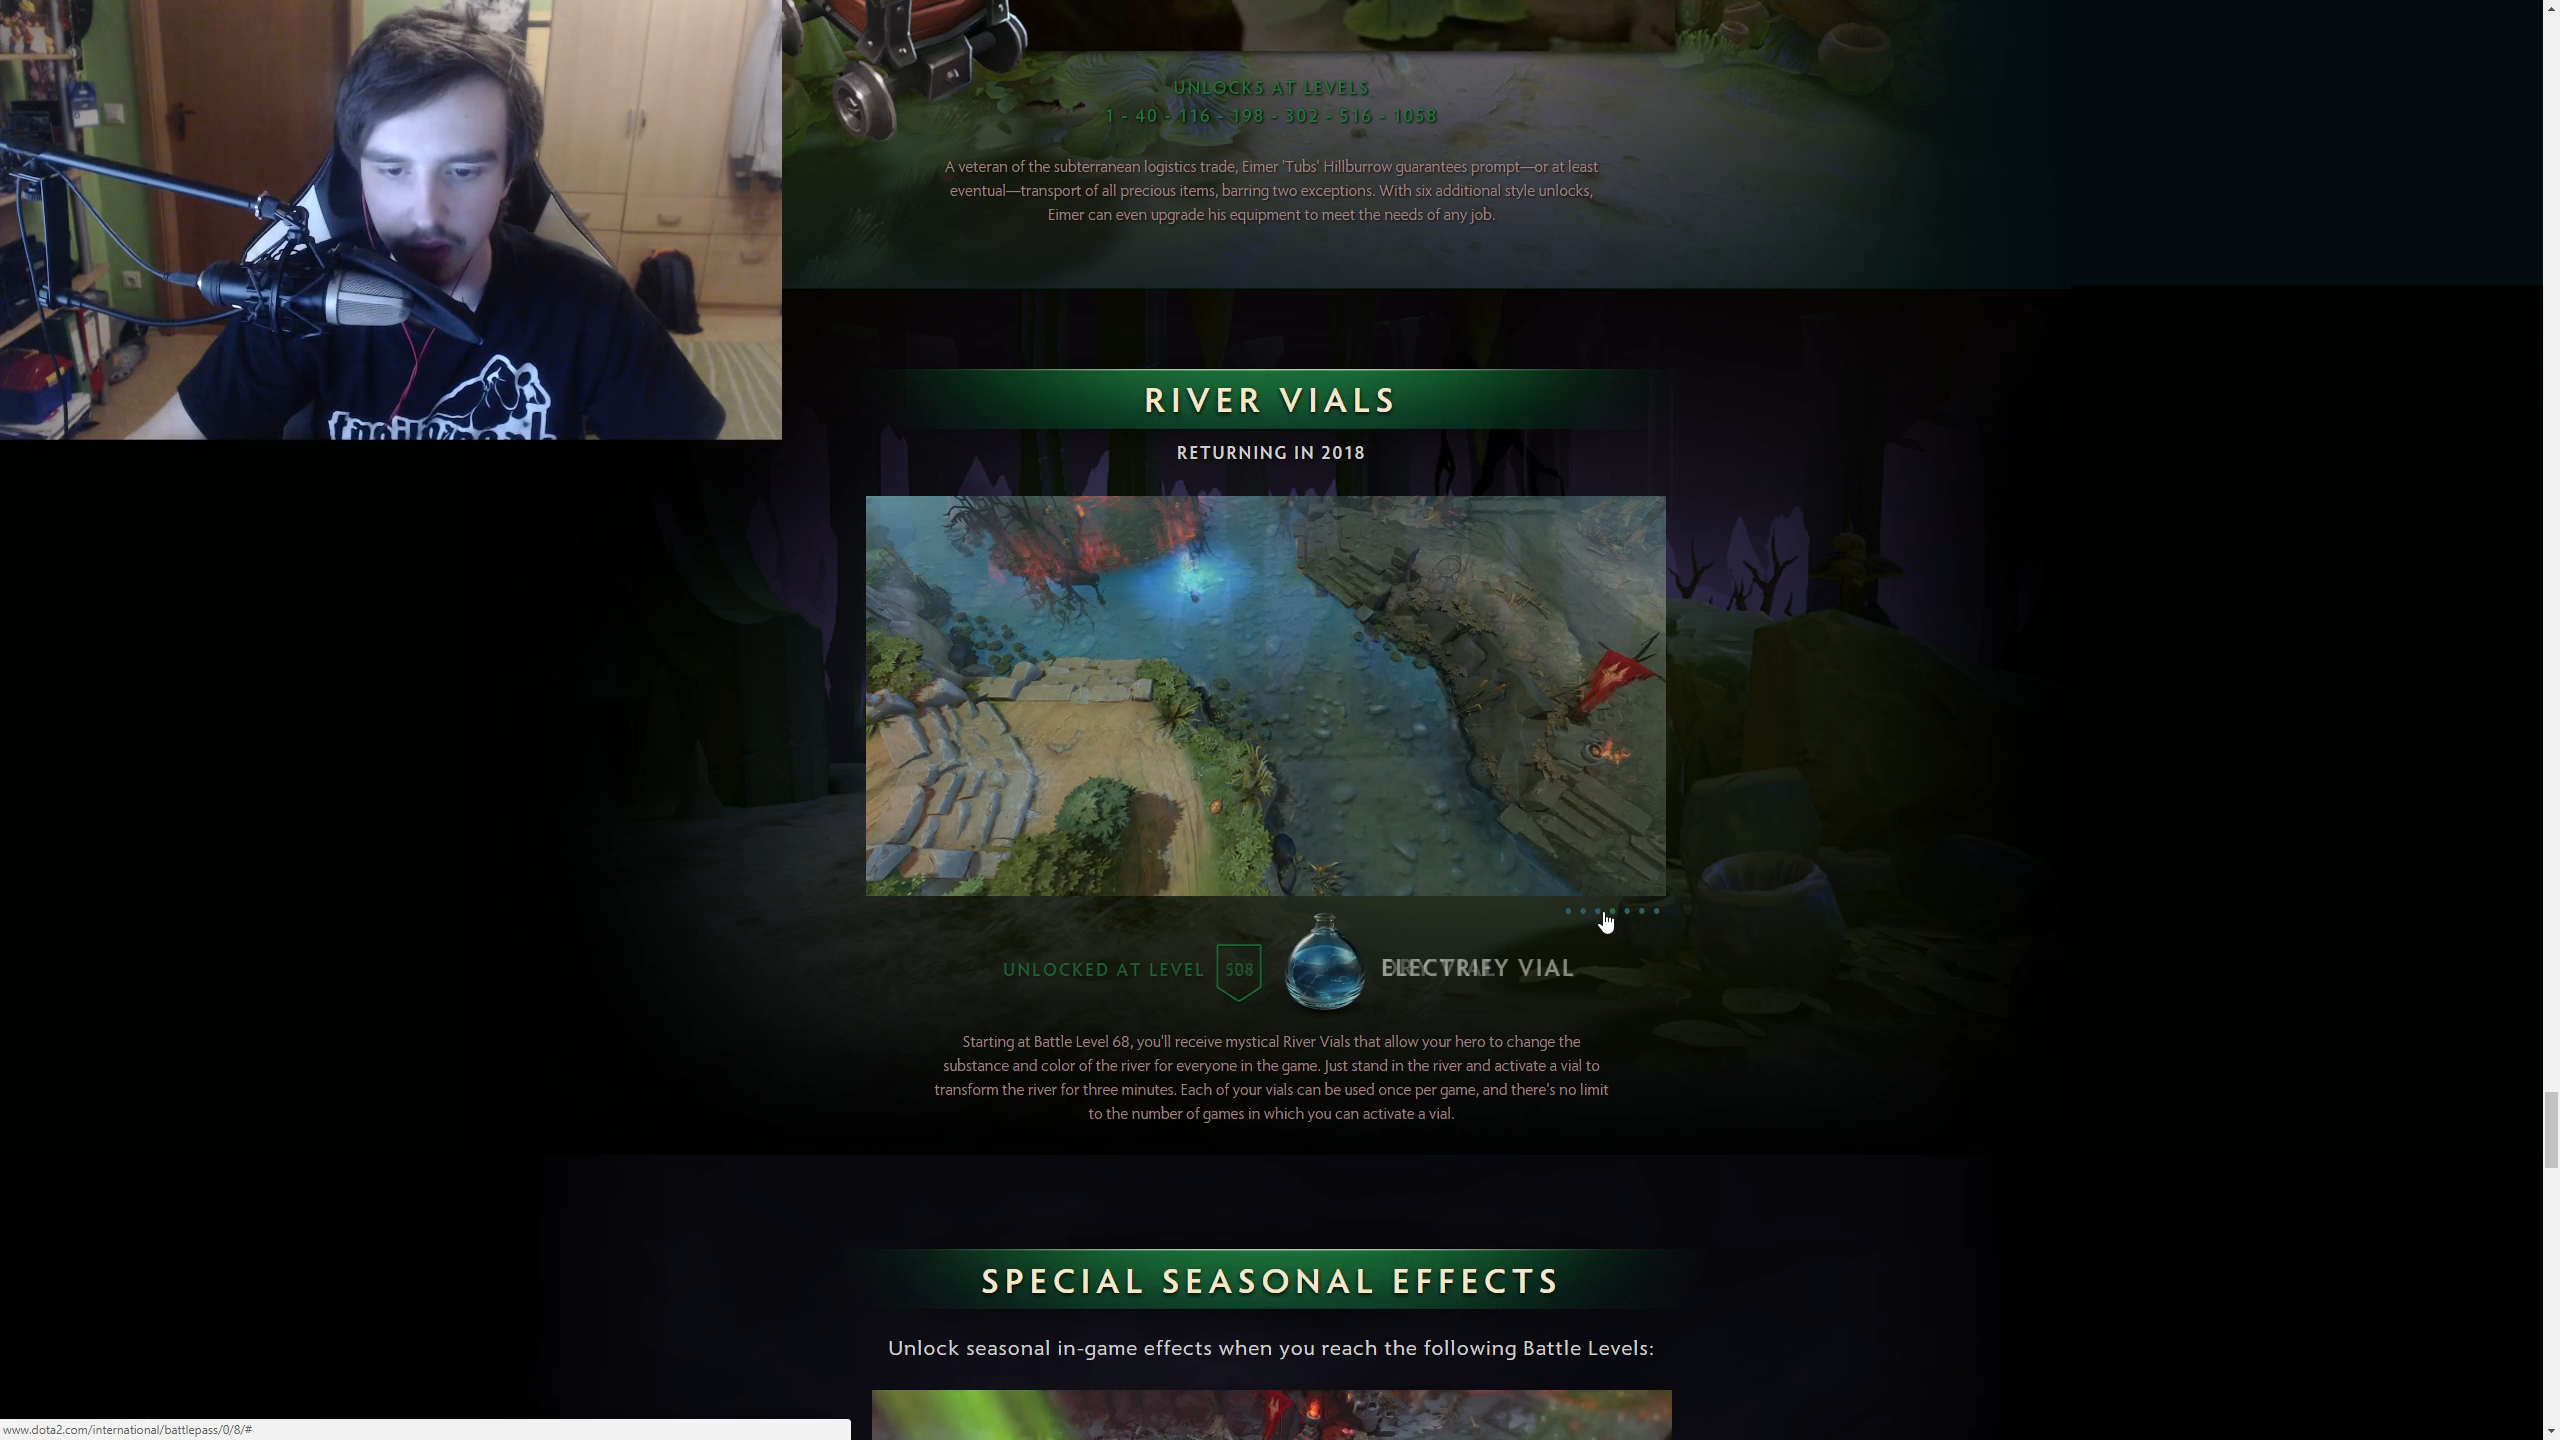 UNLOCKS AT LEVELS
1 - 40 - 116 - 198 - 302 - 516 - 1058
A veteran of the subterranean logistics trade, Eimer 'Tubs' Hillburrow guarantees prompt—or at least
eventual—transport of all precious items, barring two exceptions. With six additional style unlocks,
Eimer can even upgrade his equipment to meet the needs of any job.
RIVER VIALS
RETURNING IN 2018
UNLOCKED AT LEVEL 508 VIAL
Starting at Battle Level 68, you'll receive mystical River Vials that allow your hero to change the
substance and color of the river for everyone in the game. Just stand in the river and activate a vial to
transform the river for three minutes. Each of your vials can be used once per game, and there's no limit
to the number of games in which you can activate a vial.
SPECIAL SEASONAL EFFECTS
Unlock seasonal in-game effects when you reach the following Battle Levels:
www.dota2.com/international/battlepass/0/8/#